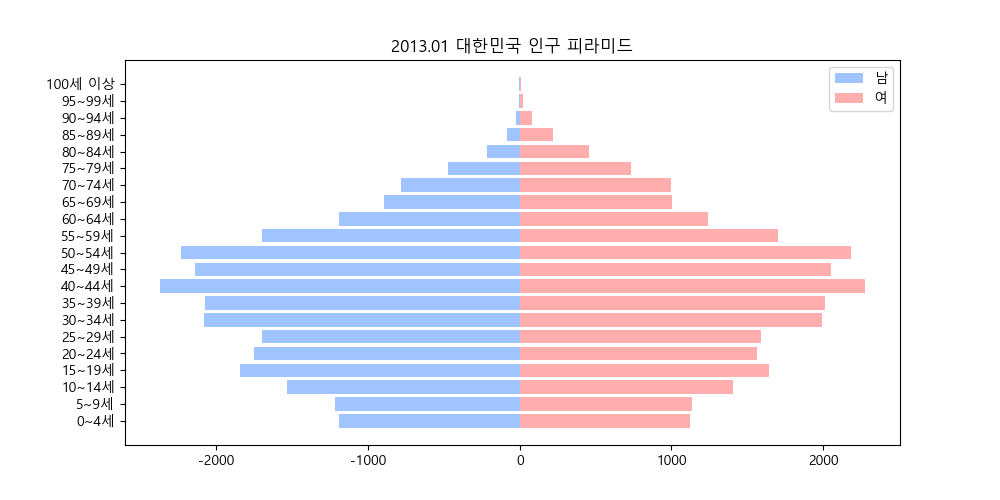 2013.01 대한민국 인구 피라미드
남
여
100세 이상
95~99세
90~94세
85~89세
80~84세
75~79세
70~74세
65~69세
60~64세
55~59세
50~54세
45~49세
40~44세
35~39세
30~34세
25~29세
20~24세
15~19세
10~14세
5~9세
0~4세
-2000 -1000 0 1000 2000